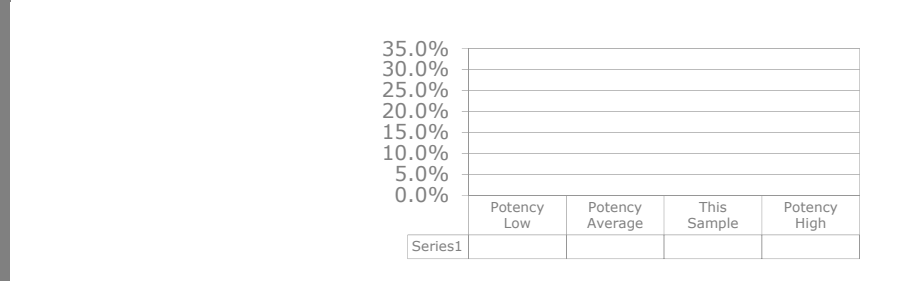 35.0%
30.0%
25.0%
20.0%
15.0%
10.0%
5.0%
0.0%
Potency Low
Potency Average
This Sample
Potency High
Series1